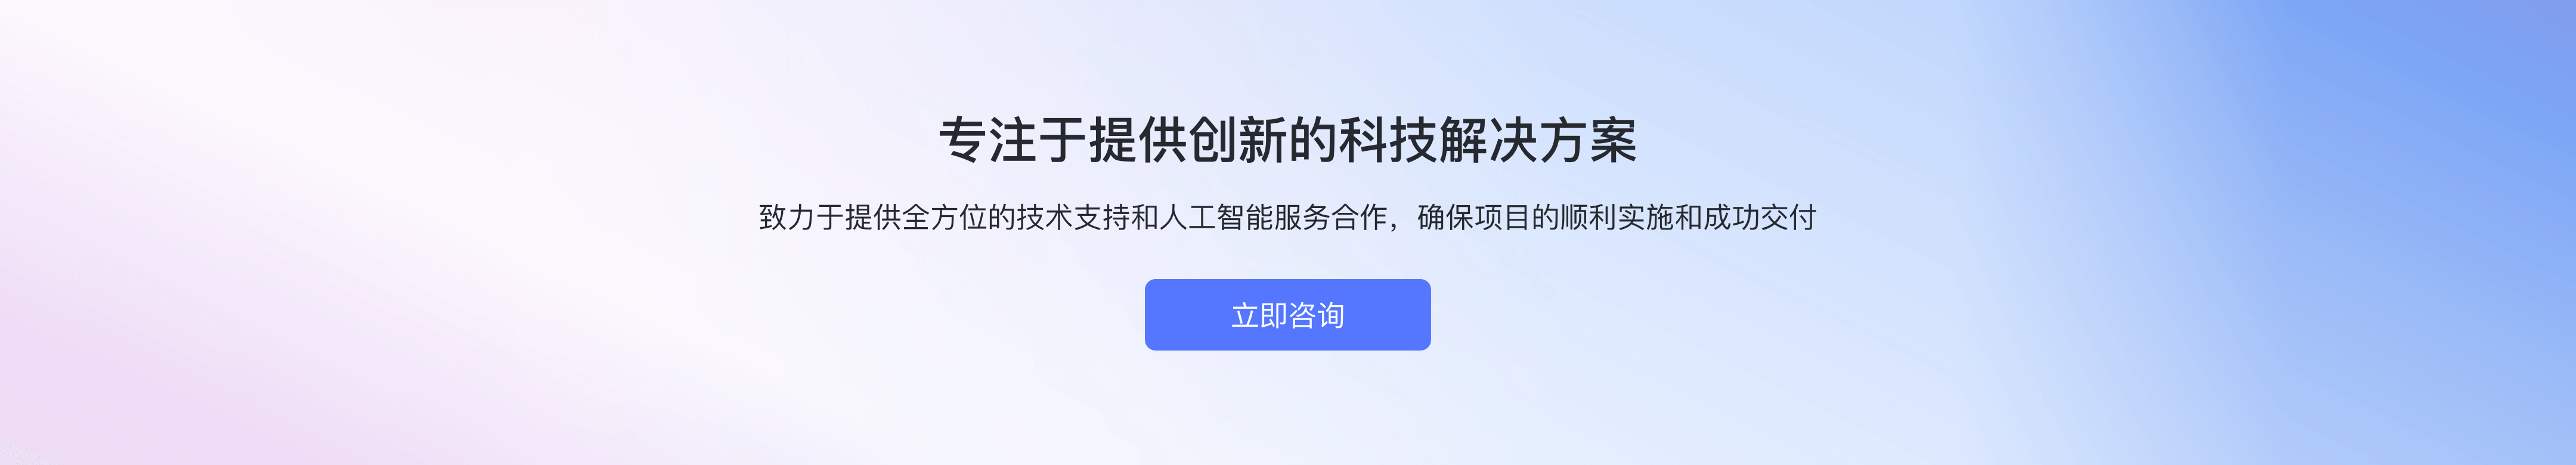 专注于提供创新的科技解决方案
致力于提供全方位的技术支持和人工智能服务合作，确保项目的顺利实施和成功交付
立即咨询